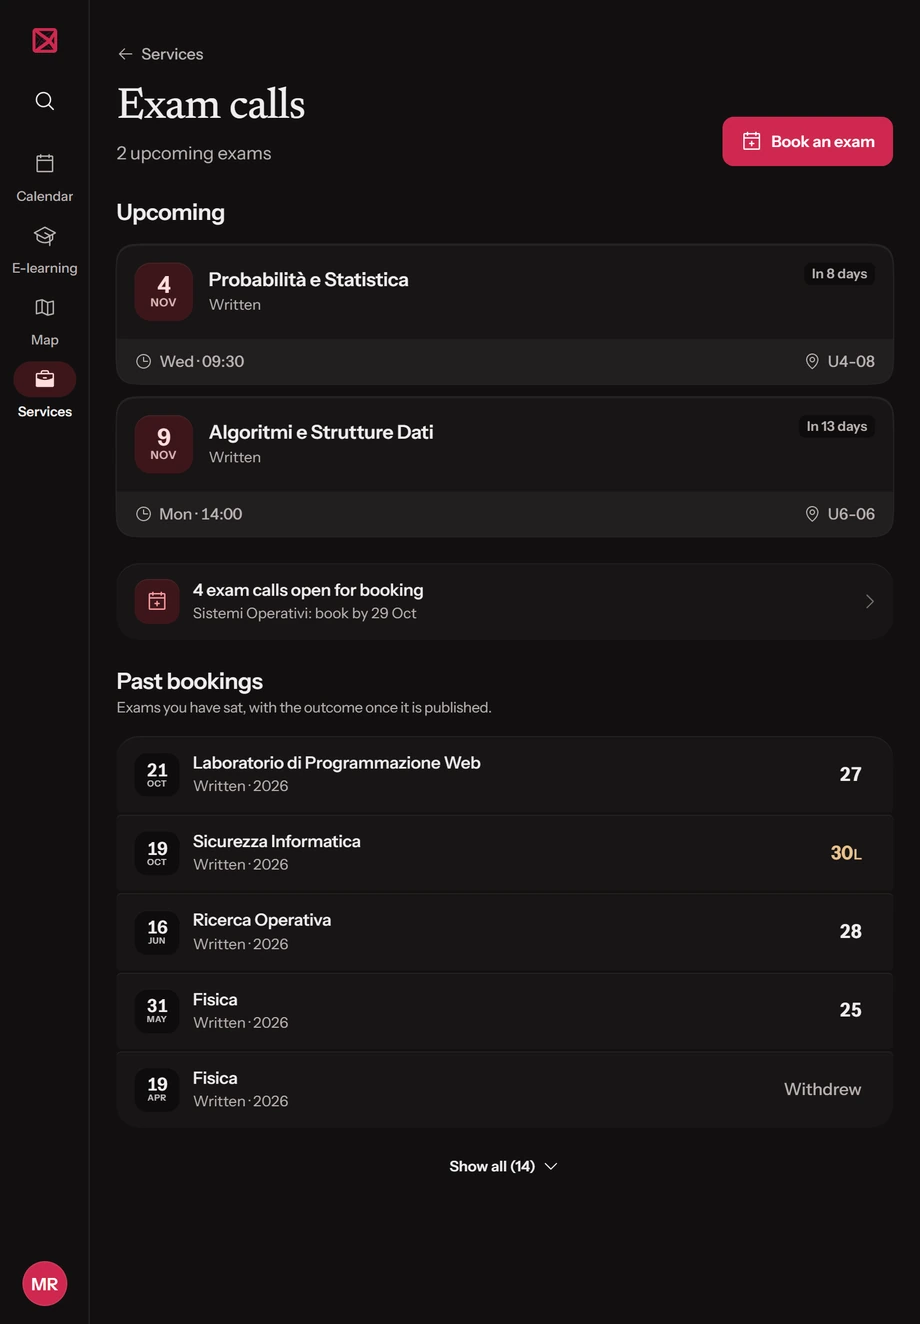 Services
Exam calls
2 upcoming exams
Book an exam
Calendar
E-learning
Map
Services
Upcoming
4
NOV
Probabilità e Statistica
Written
In 8 days
Wed · 09:30
U4-08
9
NOV
Algoritmi e Strutture Dati
Written
In 13 days
Mon · 14:00
U6-06
4 exam calls open for booking
Sistemi Operativi: book by 29 Oct
Past bookings
Exams you have sat, with the outcome once it is published.
21
OCT
Laboratorio di Programmazione Web
Written · 2026
27
19
OCT
Sicurezza Informatica
Written · 2026
30L
16
JUN
Ricerca Operativa
Written · 2026
28
31
MAY
Fisica
Written · 2026
25
19
APR
Fisica
Written · 2026
Withdrew
Show all (14)
MR